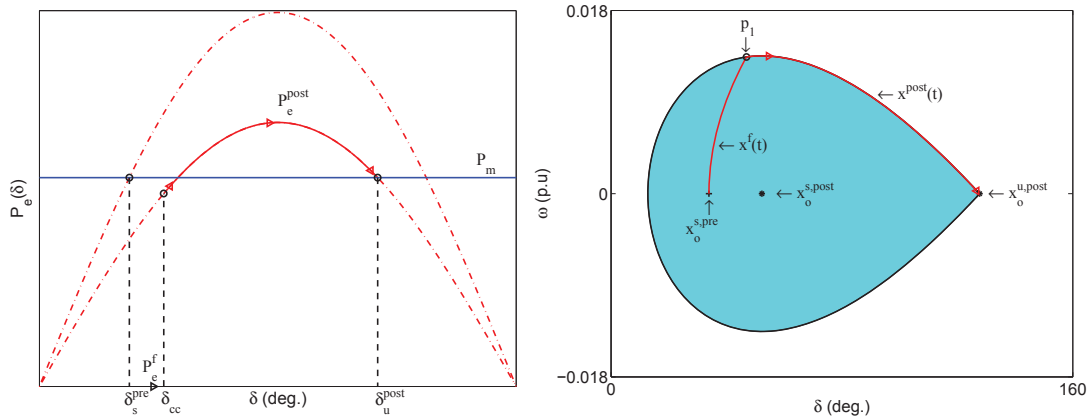 P_e(δ)
P_e^post
P_m
P_e^f
δ_s^pre
δ_cc
δ (deg.)
δ_u^post
0.018
0
−0.018
ω (p.u)
p_1
↓
← x^post(t)
← x^f(t)
← x_o^s,post
← x_o^u,post
↑
x_o^s,pre
0
δ (deg.)
160